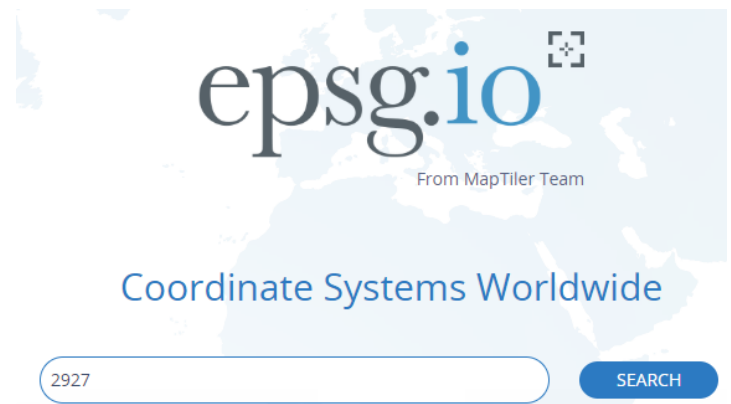 epsg.io
From MapTiler Team
Coordinate Systems Worldwide
2927 SEARCH